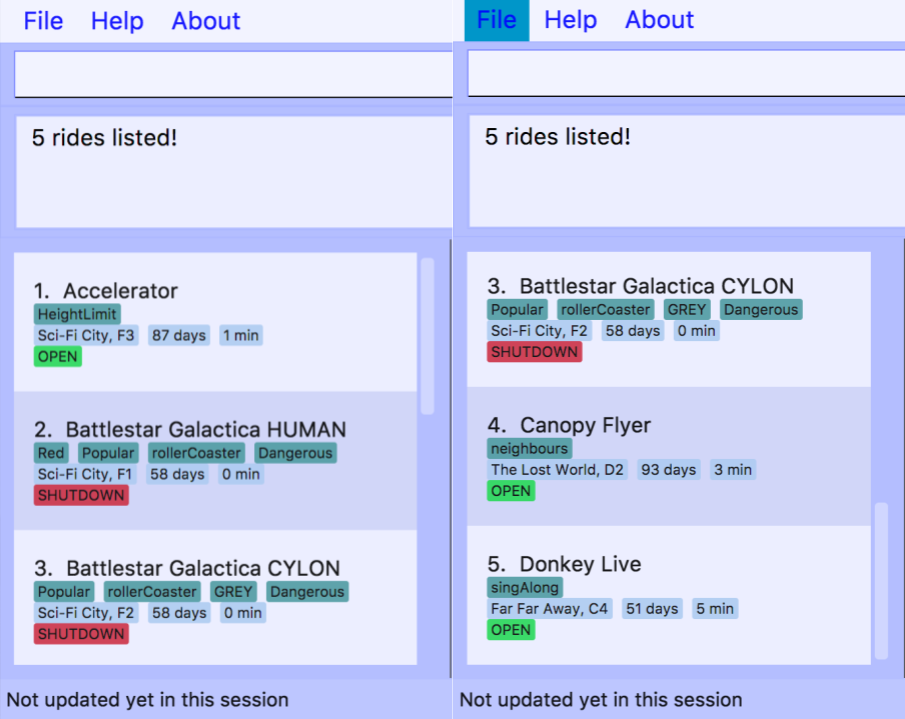 File Help About
5 rides listed!
1. Accelerator
HeightLimit
Sci-Fi City, F3 87 days 1 min
OPEN
2. Battlestar Galactica HUMAN
Red Popular rollerCoaster Dangerous
Sci-Fi City, F1 58 days 0 min
SHUTDOWN
3. Battlestar Galactica CYLON
Popular rollerCoaster GREY Dangerous
Sci-Fi City, F2 58 days 0 min
SHUTDOWN
Not updated yet in this session
File Help About
5 rides listed!
3. Battlestar Galactica CYLON
Popular rollerCoaster GREY Dangerous
Sci-Fi City, F2 58 days 0 min
SHUTDOWN
4. Canopy Flyer
neighbours
The Lost World, D2 93 days 3 min
OPEN
5. Donkey Live
singAlong
Far Far Away, C4 51 days 5 min
OPEN
Not updated yet in this session